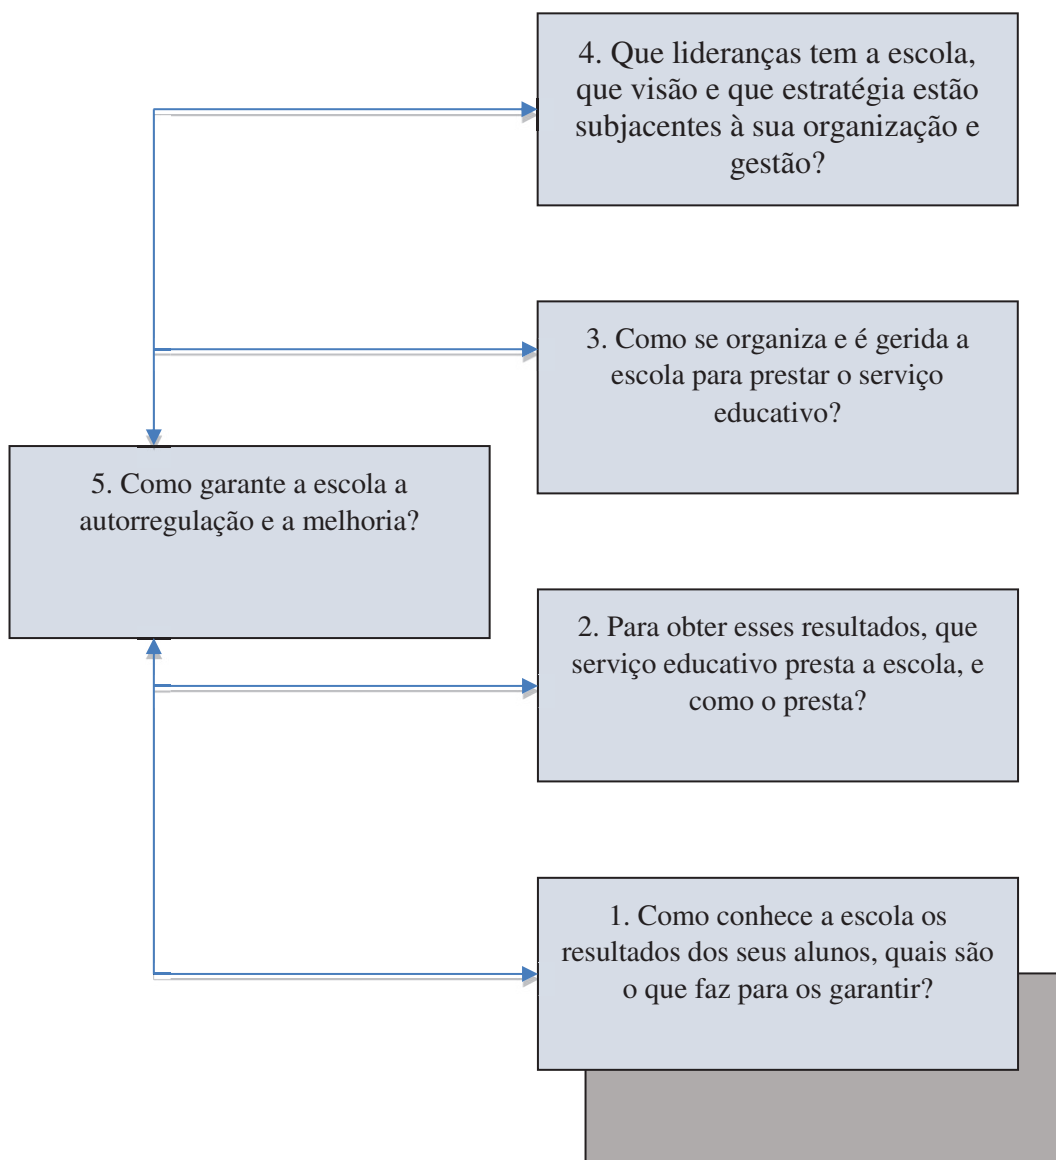 4. Que lideranças tem a escola,
que visão e que estratégia estão
subjacentes à sua organização e
gestão?
3. Como se organiza e é gerida a
escola para prestar o serviço
educativo?
5. Como garante a escola a
autorregulação e a melhoria?
2. Para obter esses resultados, que
serviço educativo presta a escola, e
como o presta?
1. Como conhece a escola os
resultados dos seus alunos, quais são
o que faz para os garantir?